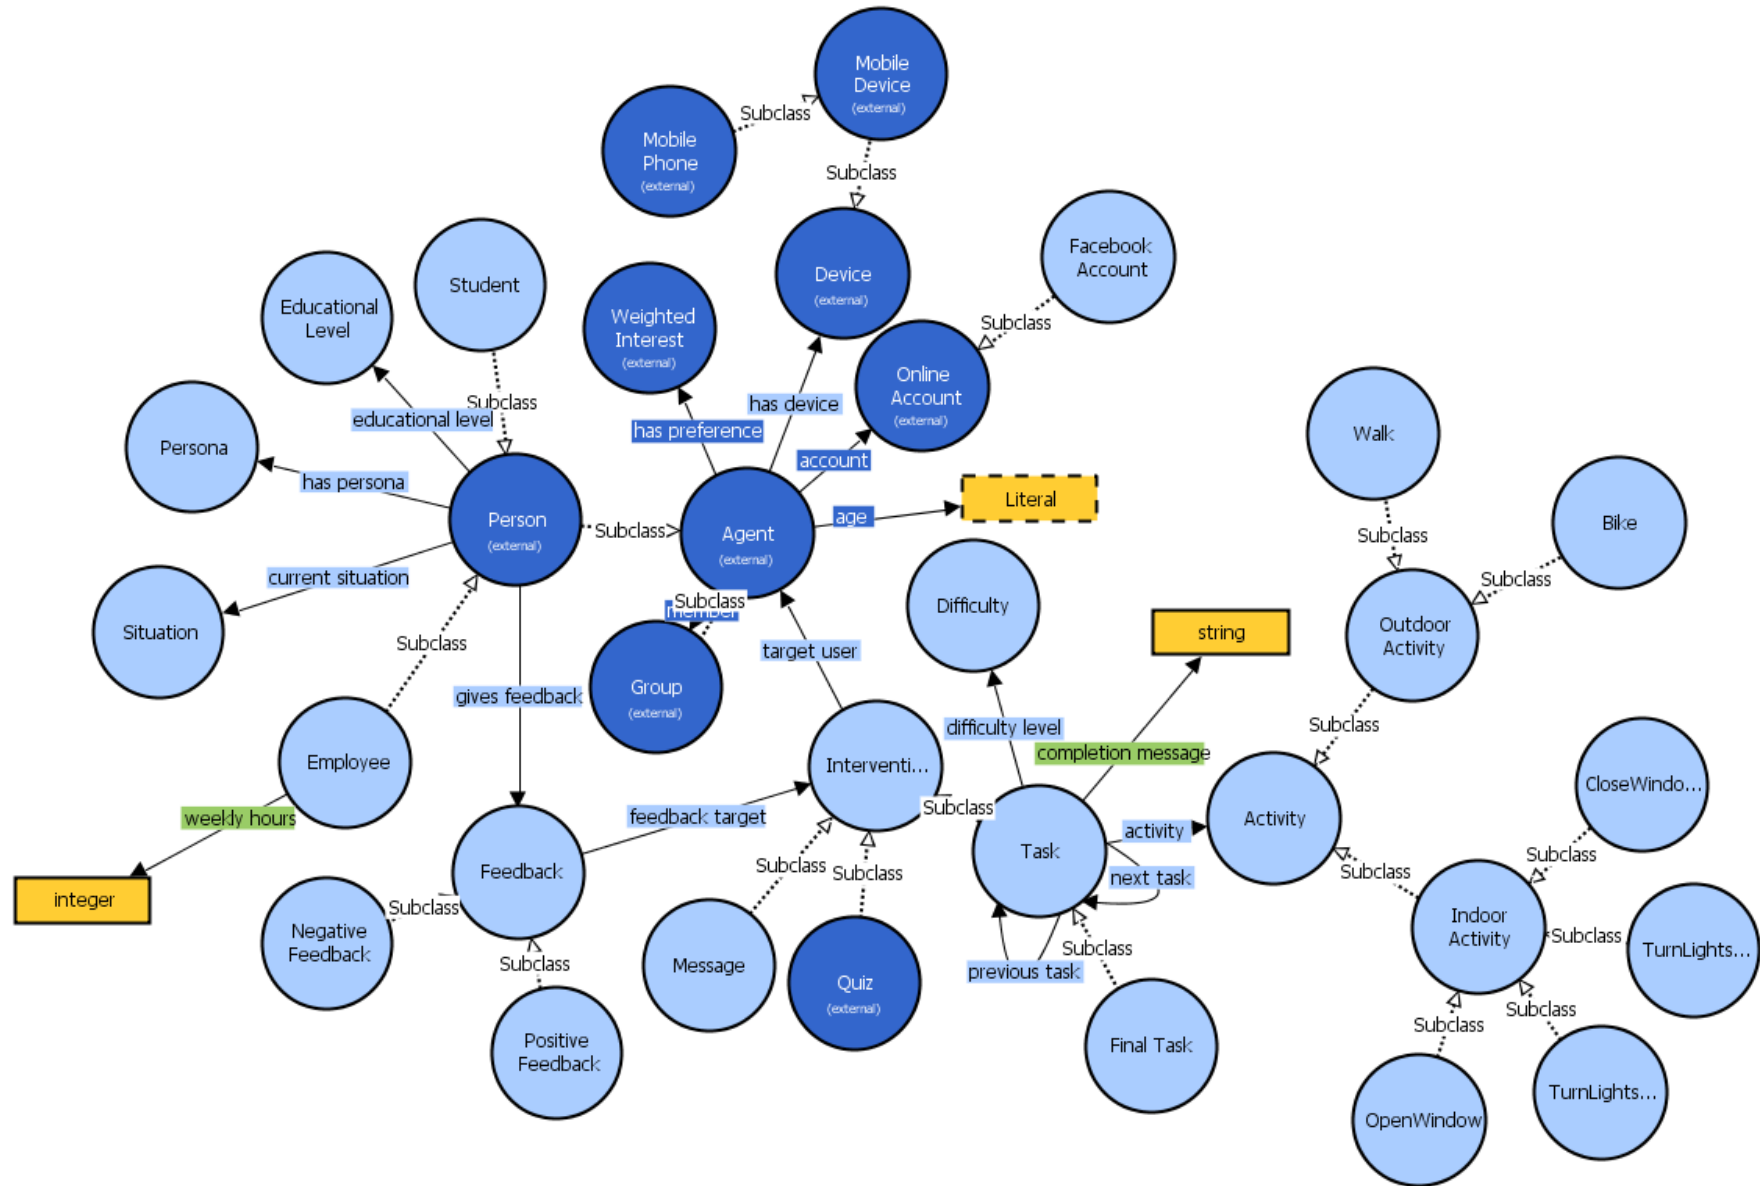 Mobile
Device
(external)
Subclass
Mobile
Phone
(external)
Subclass
Facebook
Account
Student
Device
(external)
Educational
Level
Weighted
Interest
(external)
Subclass
Online
Account
(external)
Subclass
has device
educational level
has preference
Walk
Persona
account
has persona
Literal
age
Person
(external)
Subclass
Agent
(external)
Bike
Subclass
Subclass
current situation
Subclass
member
Difficulty
Situation
string
Outdoor
Activity
Subclass
target user
Group
(external)
gives feedback
difficulty level
Subclass
completion message
Employee
Interventi...
CloseWindo...
Subclass
weekly hours
feedback target
Activity
activity
Task
Subclass
Subclass
Feedback
Subclass
Subclass
next task
integer
Subclass
Indoor
Activity
Subclass
Negative
Feedback
Subclass
Subclass
TurnLights...
Message
previous task
Quiz
(external)
Subclass
Subclass
Positive
Feedback
Final Task
TurnLights...
OpenWindow